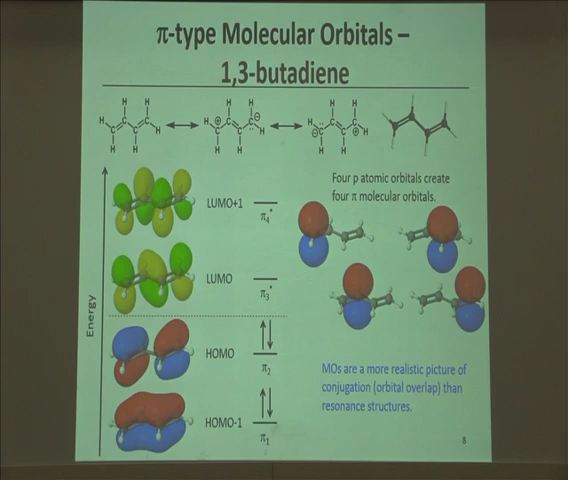 π-type Molecular Orbitals –
1,3-butadiene
H H H H H H
H H H H H H
H H H H H H
Four p atomic orbitals create
four π molecular orbitals.
LUMO+1
π4*
LUMO
π3*
Energy
HOMO
π2
HOMO-1
π1
MOs are a more realistic picture of
conjugation (orbital overlap) than
resonance structures.
8